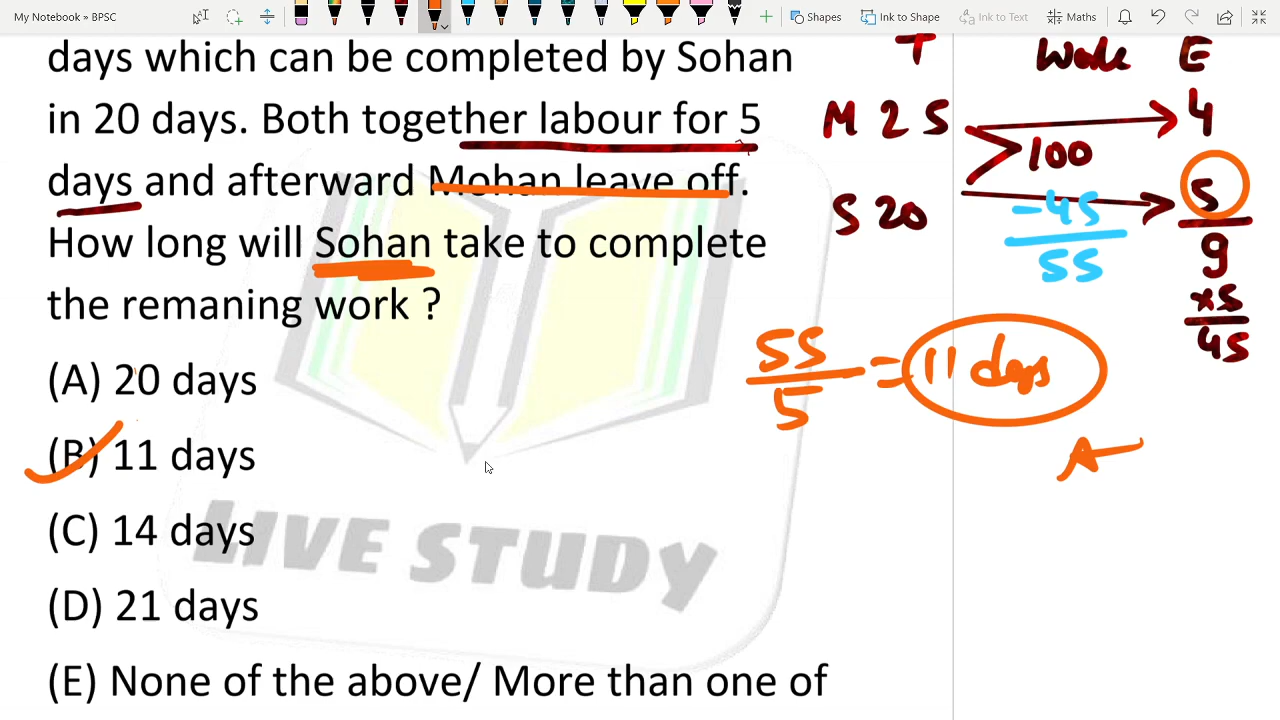 My Notebook » BPSC
Shapes
Ink to Shape
Ink to Text
Maths
days which can be completed by Sohan
in 20 days. Both together labour for 5
days and afterward Mohan leave off.
How long will Sohan take to complete
the remaning work ?
(A) 20 days
(B) 11 days
(C) 14 days
(D) 21 days
(E) None of the above/ More than one of
T Work E
M 25 4
100
S 20 5
-45
55
9
×5
45
55
5
= 11 days
LIVE STUDY